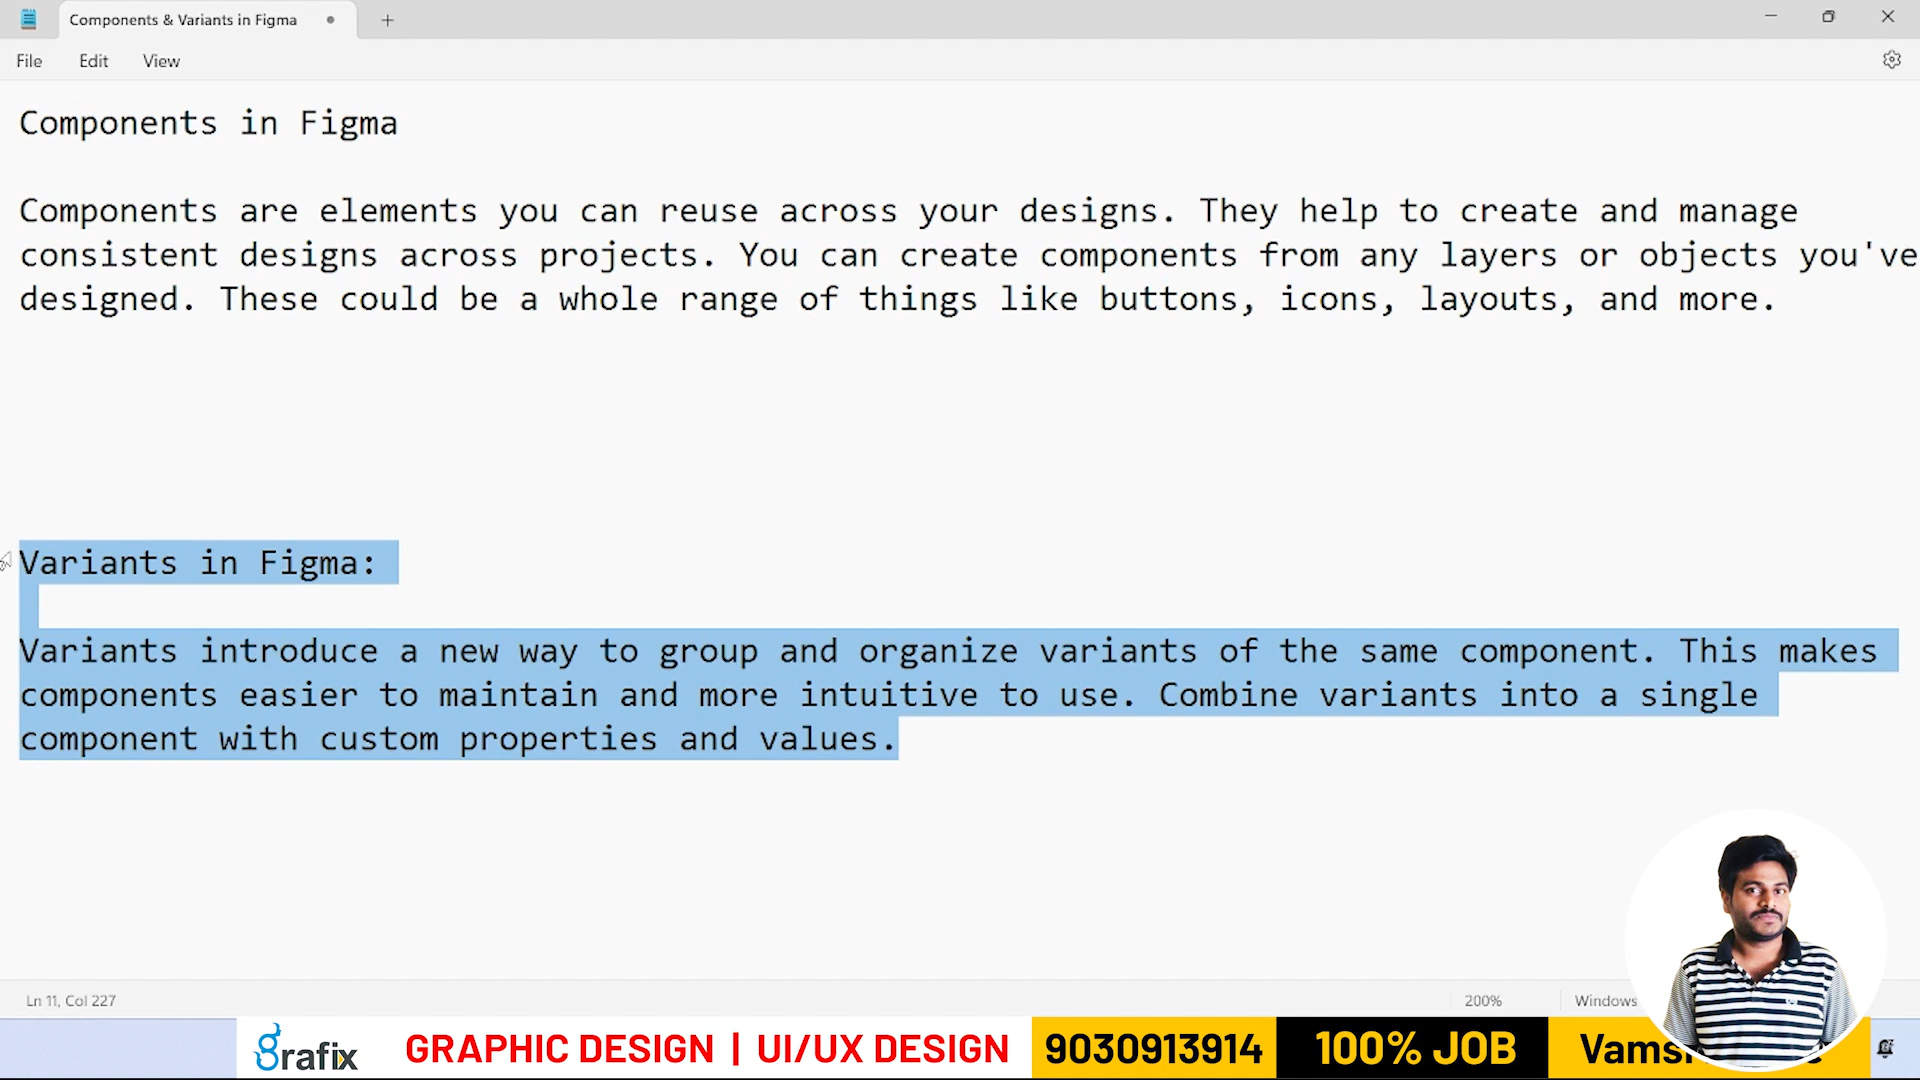 Components & Variants in Figma
File Edit View
Components in Figma
Components are elements you can reuse across your designs. They help to create and manage
consistent designs across projects. You can create components from any layers or objects you've
designed. These could be a whole range of things like buttons, icons, layouts, and more.
Variants in Figma:
Variants introduce a new way to group and organize variants of the same component. This makes
components easier to maintain and more intuitive to use. Combine variants into a single
component with custom properties and values.
Ln 11, Col 227 200% Windows
Grafix GRAPHIC DESIGN | UI/UX DESIGN 9030913914 100% JOB